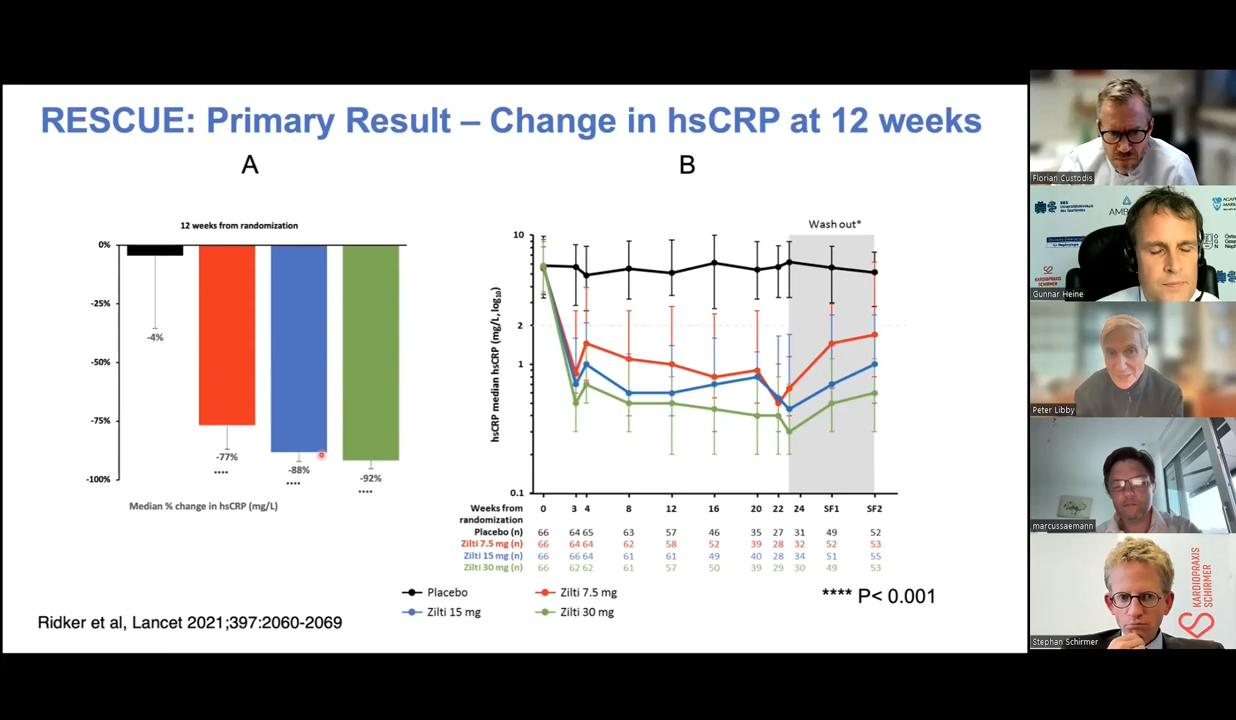 RESCUE: Primary Result – Change in hsCRP at 12 weeks
A
B
12 weeks from randomization
0%
-25%
-50%
-75%
-100%
-4%
-77%
••••
-88%
••••
-92%
••••
Median % change in hsCRP (mg/L)
Wash out*
hsCRP median hsCRP (mg/L, log10)
10
2
1
0.1
Weeks from randomization 0 3 4 8 12 16 20 22 24 SF1 SF2
Placebo (n) 66 64 65 63 57 46 35 27 31 49 52
Zilti 7.5 mg (n) 66 64 64 62 58 52 39 28 32 52 53
Zilti 15 mg (n) 66 66 64 61 61 49 40 28 34 51 55
Zilti 30 mg (n) 66 62 62 61 57 50 39 29 30 49 53
Placebo
Zilti 7.5 mg
Zilti 15 mg
Zilti 30 mg
**** P< 0.001
Ridker et al, Lancet 2021;397:2060-2069
Florian Custodis
Gunnar Heine
KARDIOPRAXIS
SCHIRMER
Peter Libby
marcussaemann
Stephan Schirmer
KARDIOPRAXIS
SCHIRMER